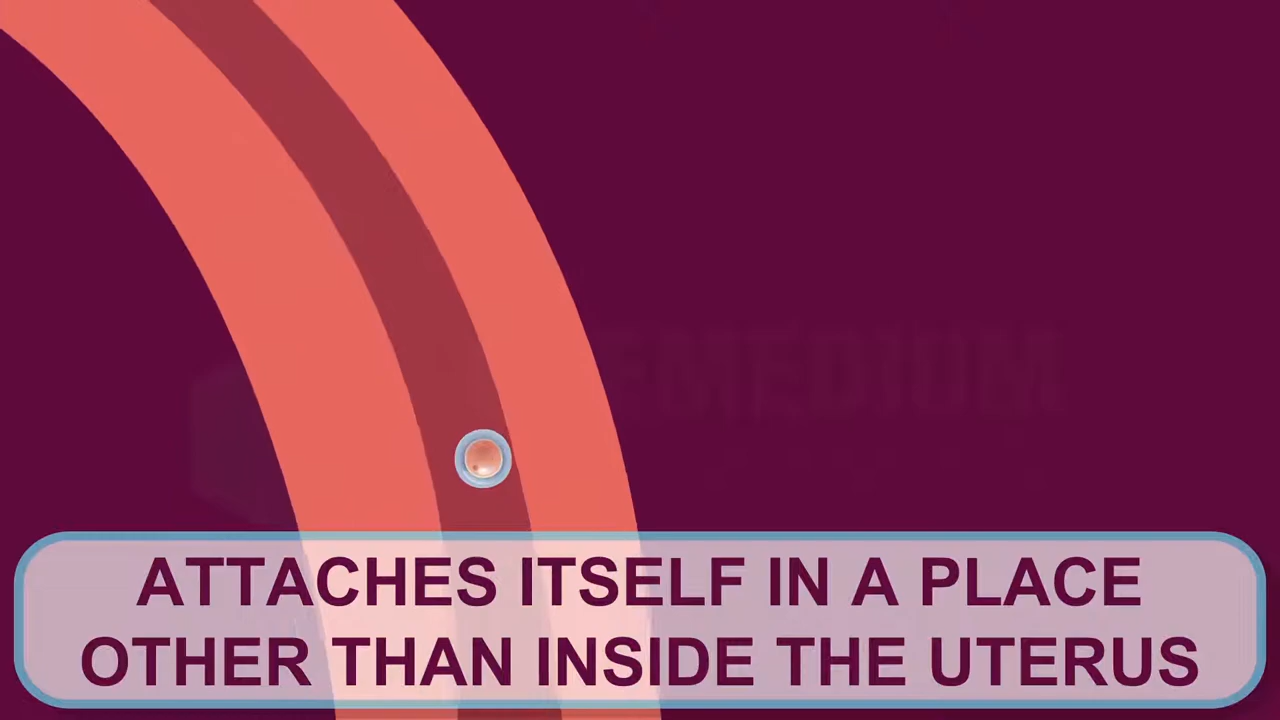 ATTACHES ITSELF IN A PLACE
OTHER THAN INSIDE THE UTERUS